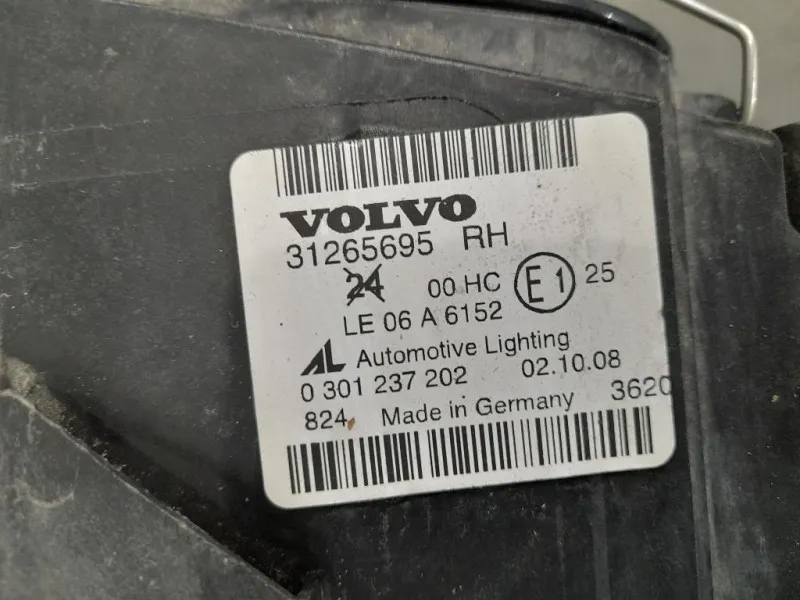 VOLVO
31265695 RH
24 00 HC E1 25
LE 06 A 6152
AL Automotive Lighting
0 301 237 202 02.10.08
824 Made in Germany 3620